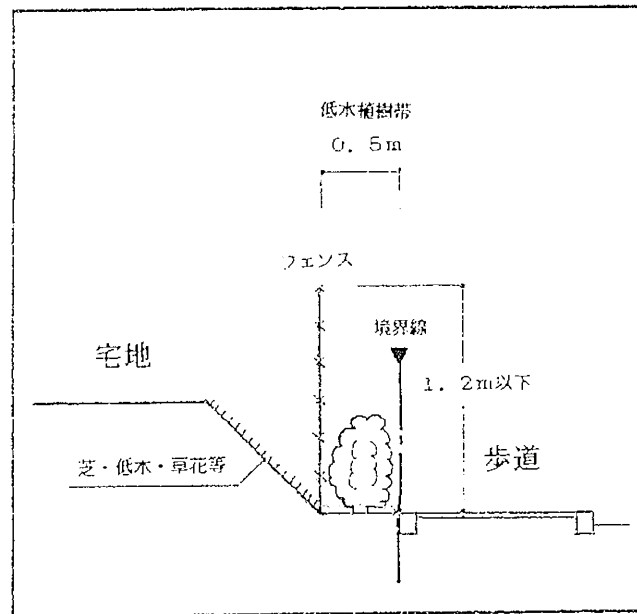 低木植樹帯
0.5m
フェンス
境界線
宅地
1.2m以下
芝・低木・草花等
歩道